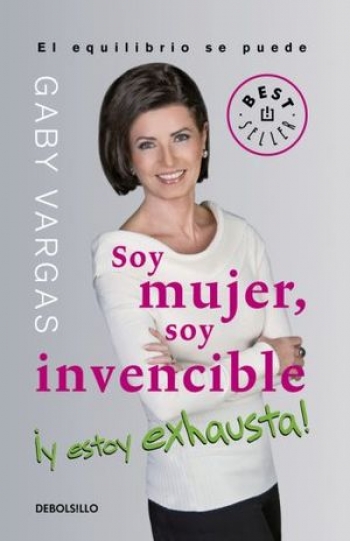 El equilibrio se puede
GABY VARGAS
BEST
SELLER
Soy
mujer,
soy
invencible
¡y estoy exhausta!
DEBOLSILLO